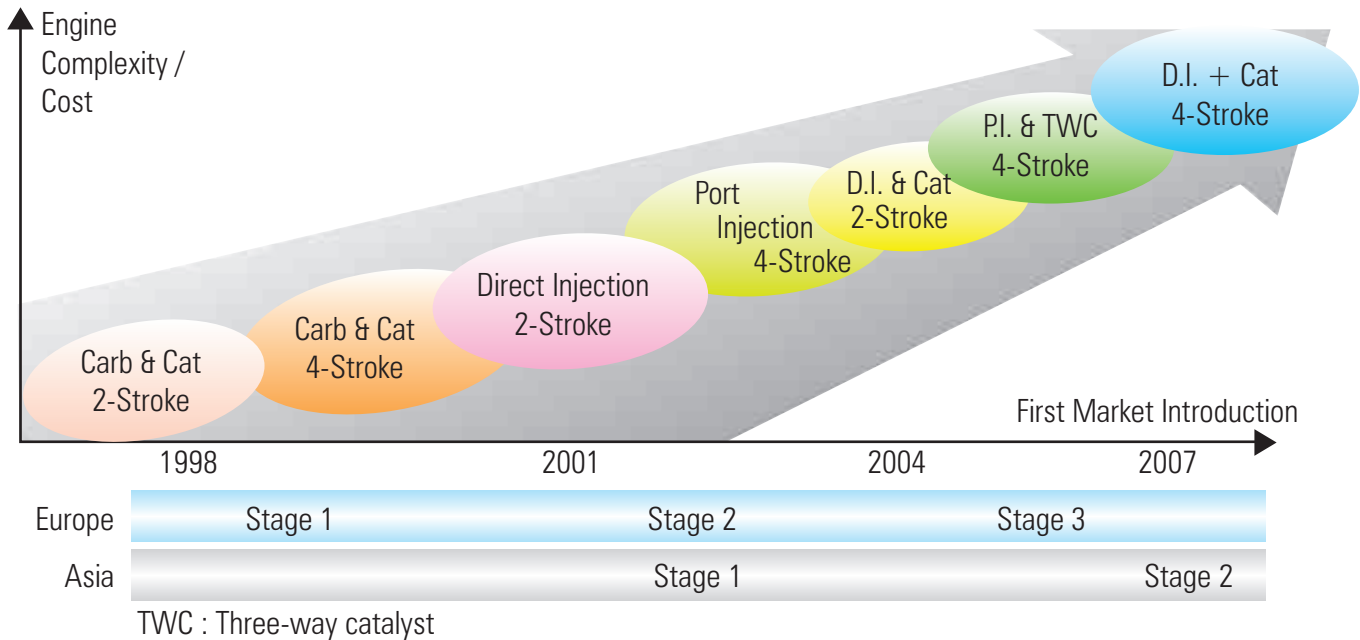 Engine
Complexity /
Cost
D.I. + Cat
4-Stroke
P.I. & TWC
4-Stroke
D.I. & Cat
2-Stroke
Port
Injection
4-Stroke
Direct Injection
2-Stroke
Carb & Cat
4-Stroke
Carb & Cat
2-Stroke
First Market Introduction
1998 2001 2004 2007
Europe Stage 1 Stage 2 Stage 3
Asia Stage 1 Stage 2
TWC : Three-way catalyst